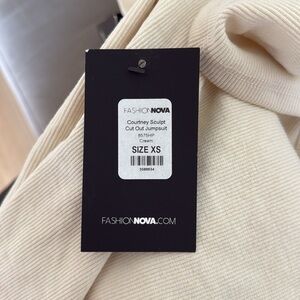 FASHIONNOVA
Courtney Sculpt
Cut Out Jumpsuit
Cream
SIZE XS
FASHIONNOVA.COM